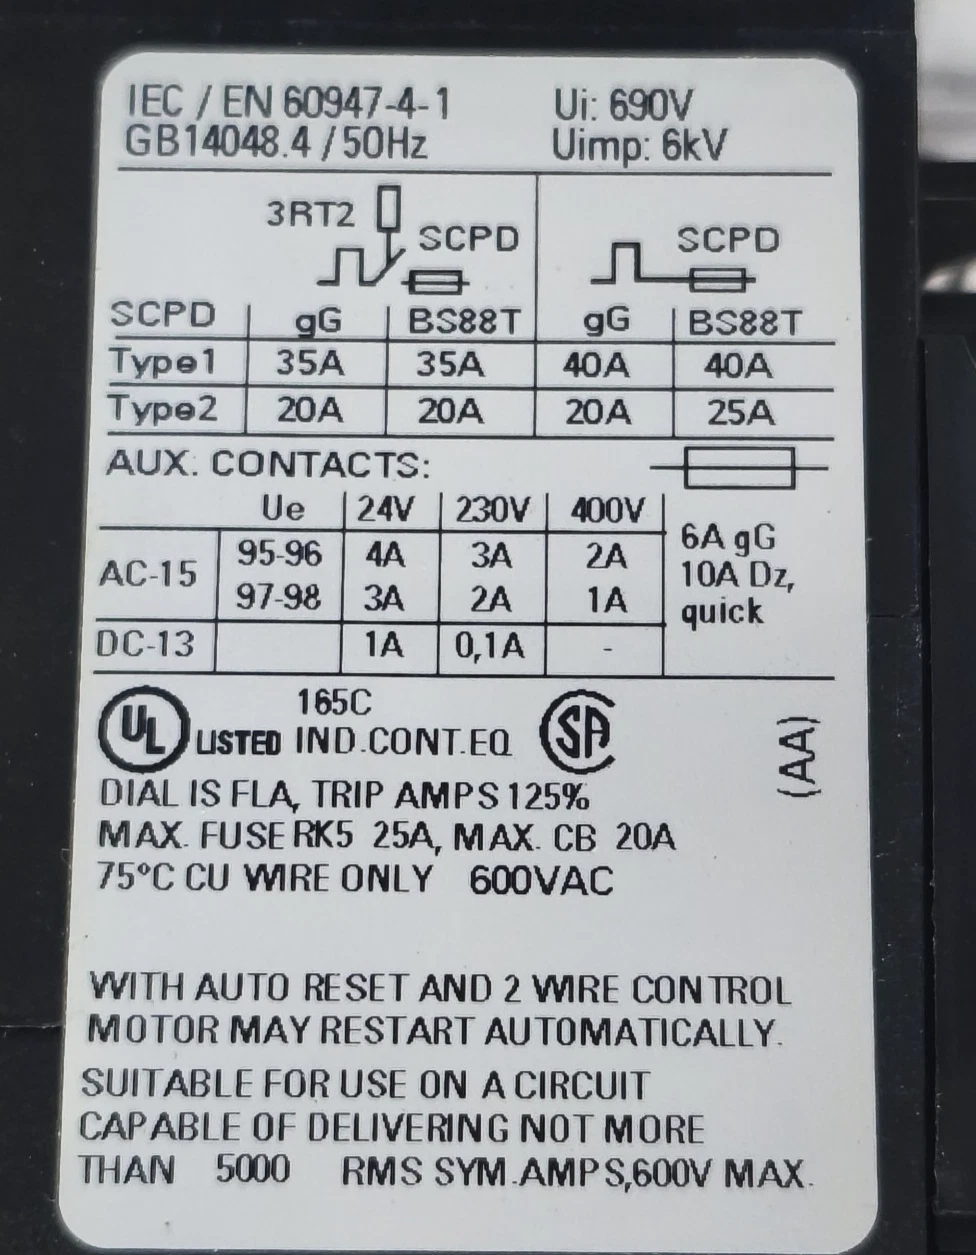 IEC / EN 60947-4-1 Ui: 690V
GB14048.4 / 50Hz Uimp: 6kV
3RT2 SCPD SCPD
SCPD gG BS88T gG BS88T
Type1 35A 35A 40A 40A
Type2 20A 20A 20A 25A
AUX. CONTACTS:
Ue 24V 230V 400V
AC-15 95-96 4A 3A 2A
97-98 3A 2A 1A
DC-13 1A 0,1A -
6A gG
10A Dz,
quick
165C
UL LISTED IND.CONT.EQ SA (AA)
DIAL IS FLA, TRIP AMPS 125%
MAX. FUSE RK5 25A, MAX. CB 20A
75°C CU WIRE ONLY 600VAC
WITH AUTO RESET AND 2 WIRE CONTROL
MOTOR MAY RESTART AUTOMATICALLY.
SUITABLE FOR USE ON A CIRCUIT
CAPABLE OF DELIVERING NOT MORE
THAN 5000 RMS SYM.AMPS,600V MAX.